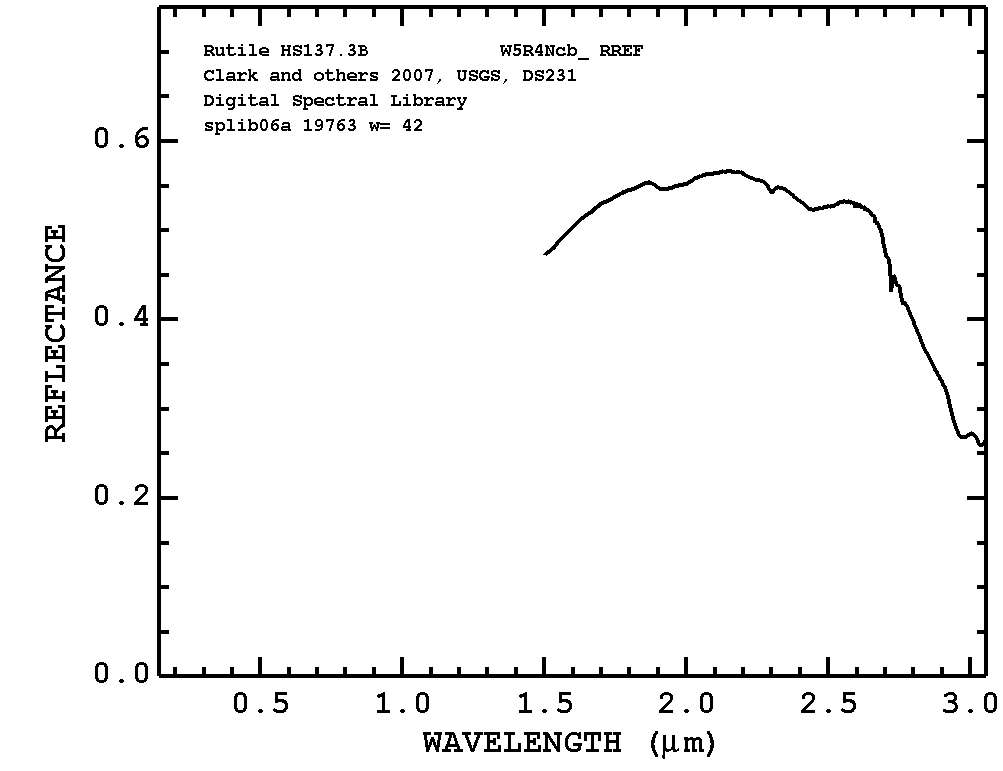 Rutile HS137.3B W5R4Ncb_ RREF
Clark and others 2007, USGS, DS231
Digital Spectral Library
splib06a 19763 w= 42
0.6
0.4
0.2
0.0
REFLECTANCE
0.5 1.0 1.5 2.0 2.5 3.0
WAVELENGTH (μm)